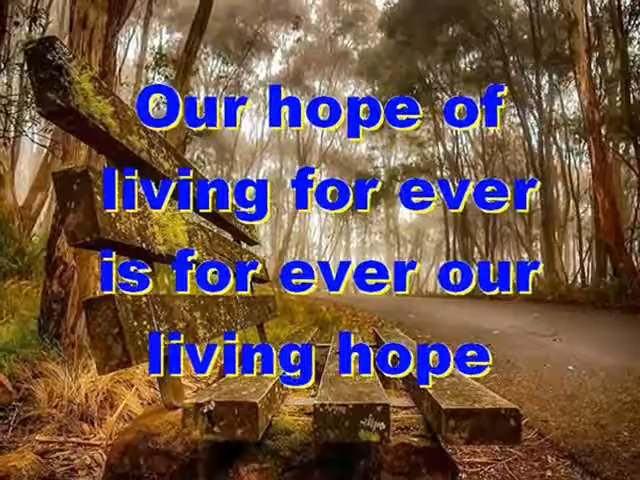 Our hope of
living for ever
is for ever our
living hope